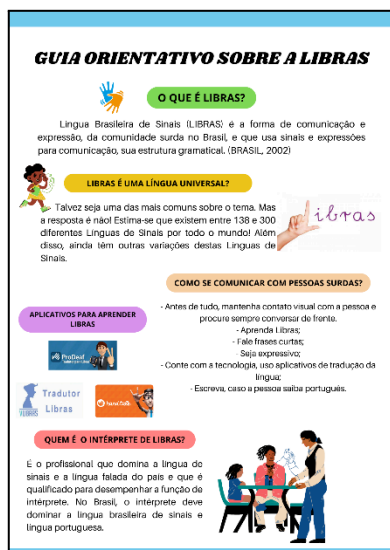 GUIA ORIENTATIVO SOBRE A LIBRAS
O QUE É LIBRAS?
Língua Brasileira de Sinais (LIBRAS) é a forma de comunicação e
expressão, da comunidade surda no Brasil, e que usa sinais e expressões
para comunicação, sua estrutura gramatical. (BRASIL, 2002)
LIBRAS É UMA LÍNGUA UNIVERSAL?
Talvez seja uma das mais comuns sobre o tema. Mas
a resposta é não! Estima-se que existem entre 138 e 300
diferentes Línguas de Sinais por todo o mundo! Além
disso, ainda têm outras variações destas Línguas de
Sinais.
Libras
COMO SE COMUNICAR COM PESSOAS SURDAS?
- Antes de tudo, mantenha contato visual com a pessoa e
procure sempre conversar de frente.
- Aprenda Libras;
- Fale frases curtas;
- Seja expressivo;
- Conte com a tecnologia, uso aplicativos de tradução da
língua;
- Escreva, caso a pessoa saiba português.
APLICATIVOS PARA APRENDER
LIBRAS
ProDeaf
VLIBRAS
Tradutor
Libras
hand talk
QUEM É O INTÉRPRETE DE LIBRAS?
É o profissional que domina a língua de
sinais e a língua falada do país e que é
qualificado para desempenhar a função de
intérprete. No Brasil, o intérprete deve
dominar a língua brasileira de sinais e
língua portuguesa.